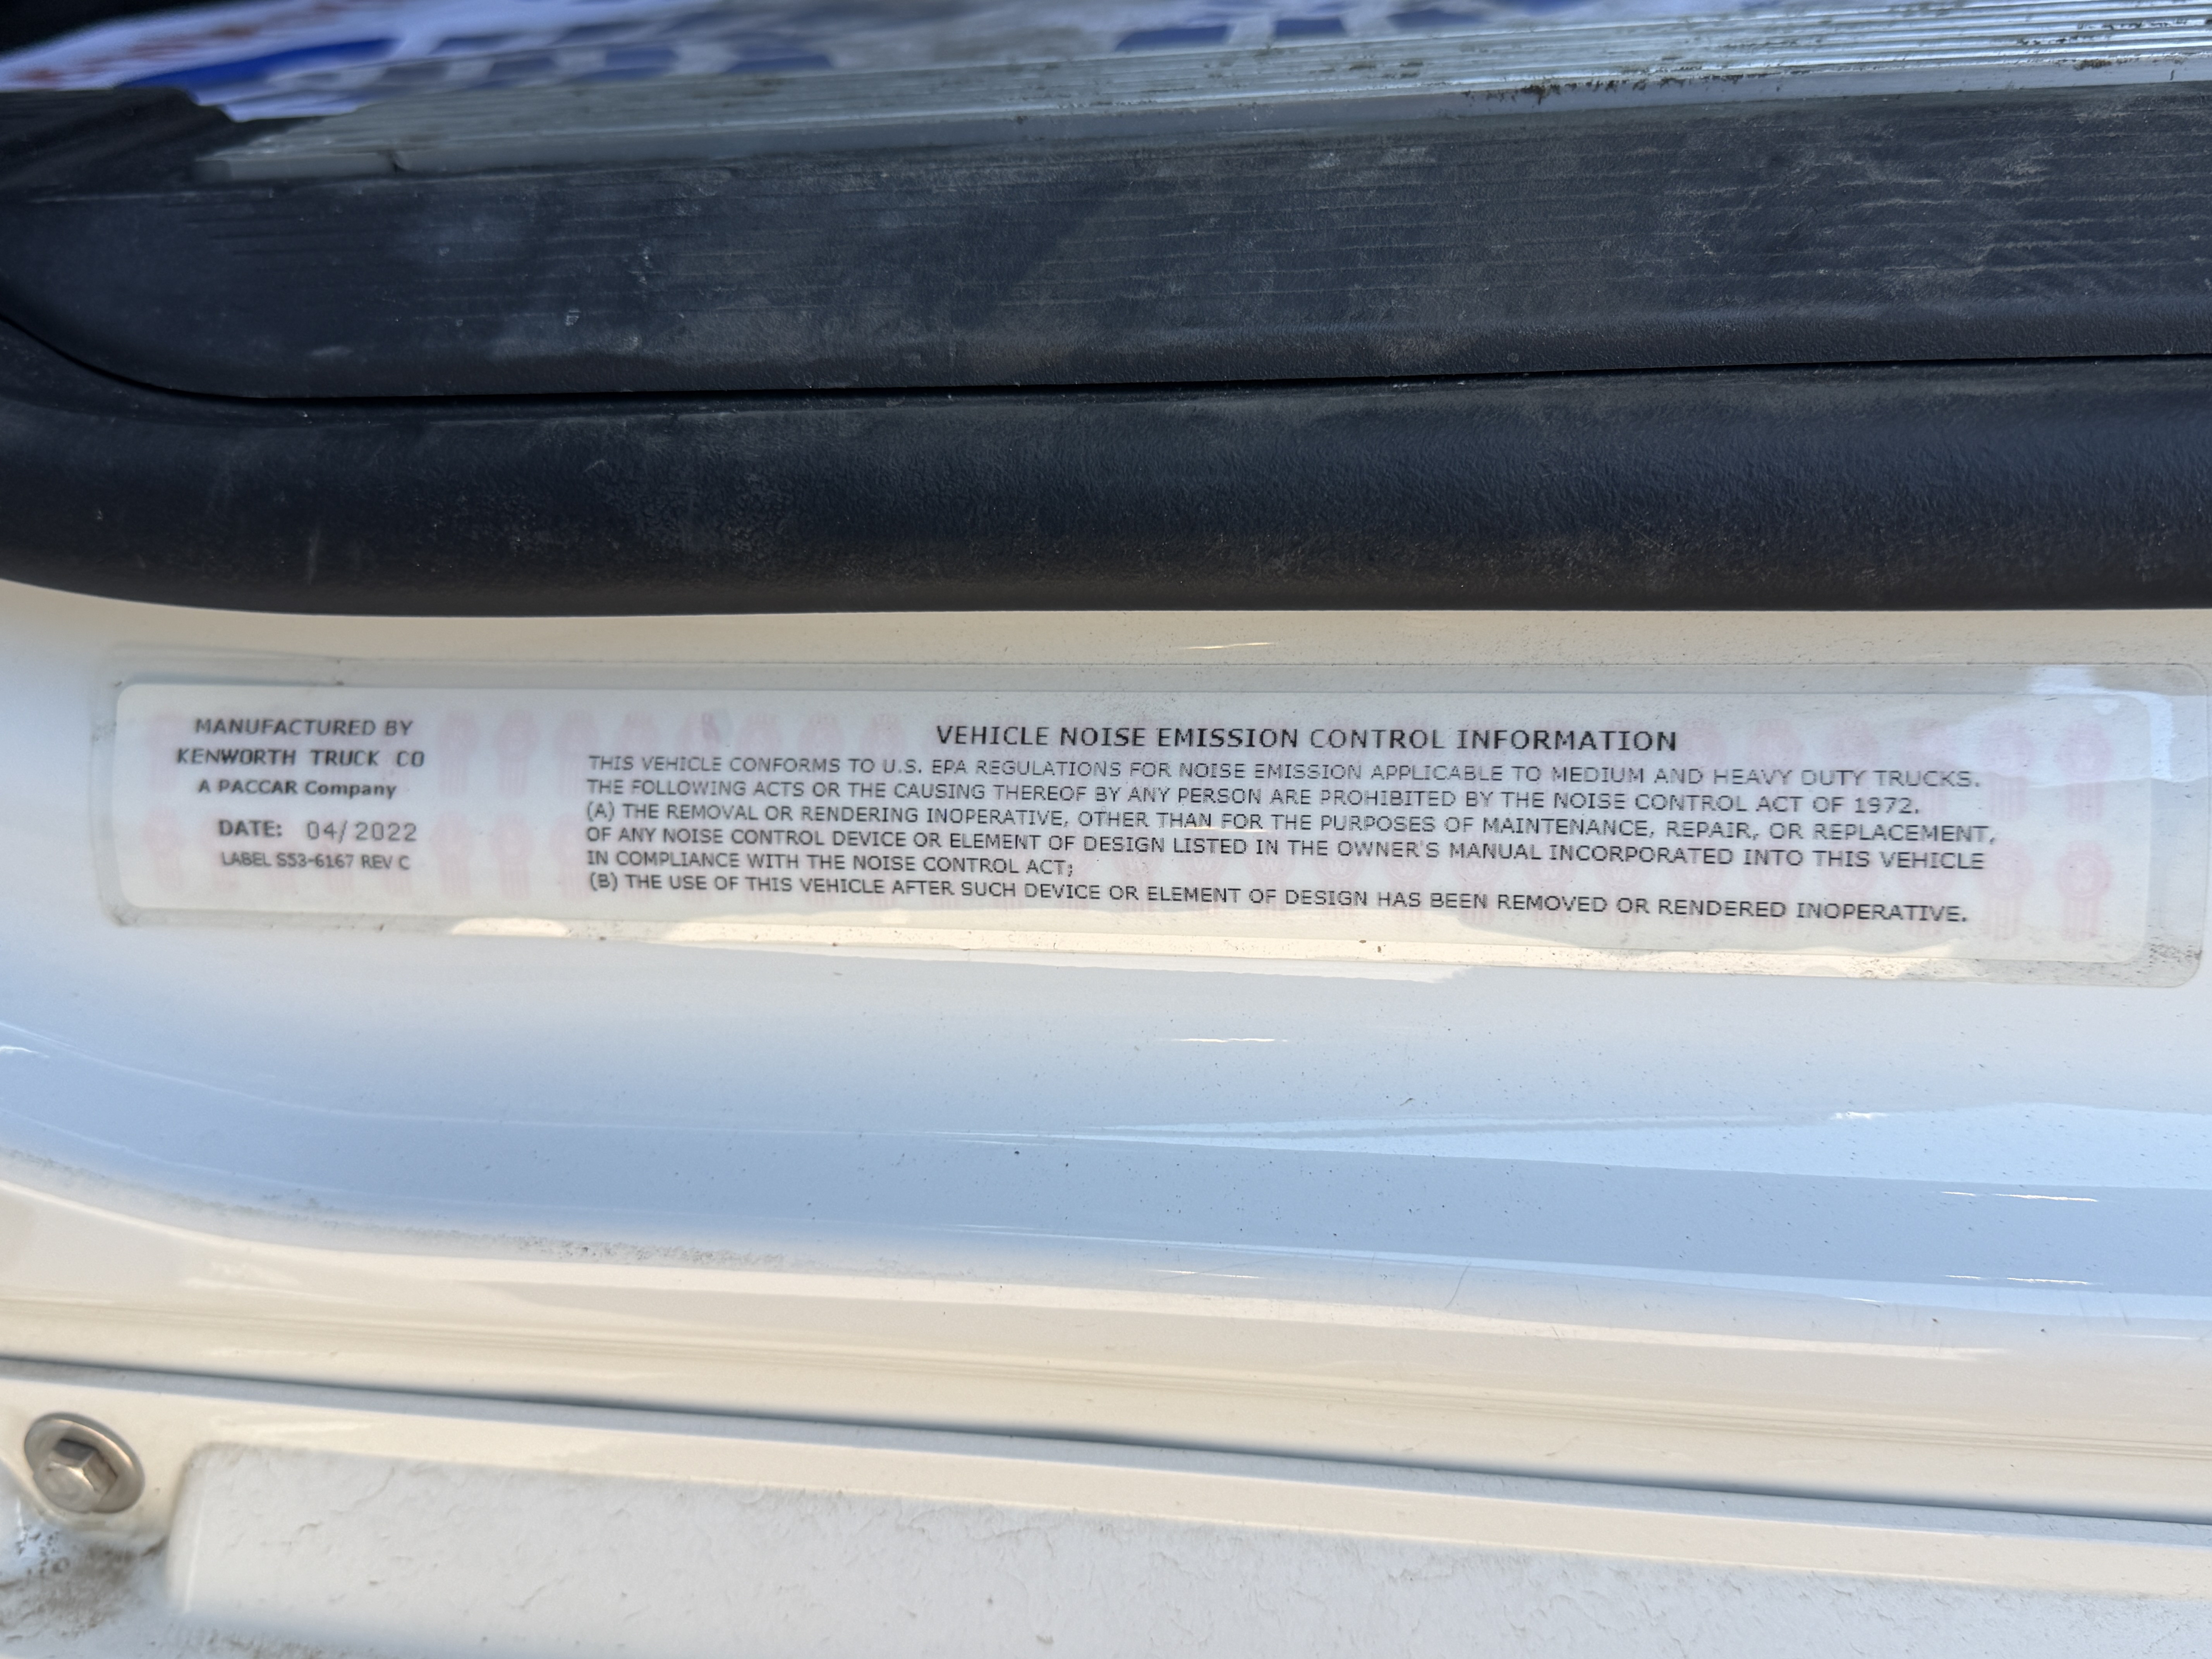 MANUFACTURED BY
KENWORTH TRUCK CO
A PACCAR Company
DATE: 04/2022
LABEL S53-6167 REV C
VEHICLE NOISE EMISSION CONTROL INFORMATION
THIS VEHICLE CONFORMS TO U.S. EPA REGULATIONS FOR NOISE EMISSION APPLICABLE TO MEDIUM AND HEAVY DUTY TRUCKS.
THE FOLLOWING ACTS OR THE CAUSING THEREOF BY ANY PERSON ARE PROHIBITED BY THE NOISE CONTROL ACT OF 1972.
(A) THE REMOVAL OR RENDERING INOPERATIVE, OTHER THAN FOR THE PURPOSES OF MAINTENANCE, REPAIR, OR REPLACEMENT,
OF ANY NOISE CONTROL DEVICE OR ELEMENT OF DESIGN LISTED IN THE OWNER'S MANUAL INCORPORATED INTO THIS VEHICLE
IN COMPLIANCE WITH THE NOISE CONTROL ACT;
(B) THE USE OF THIS VEHICLE AFTER SUCH DEVICE OR ELEMENT OF DESIGN HAS BEEN REMOVED OR RENDERED INOPERATIVE.